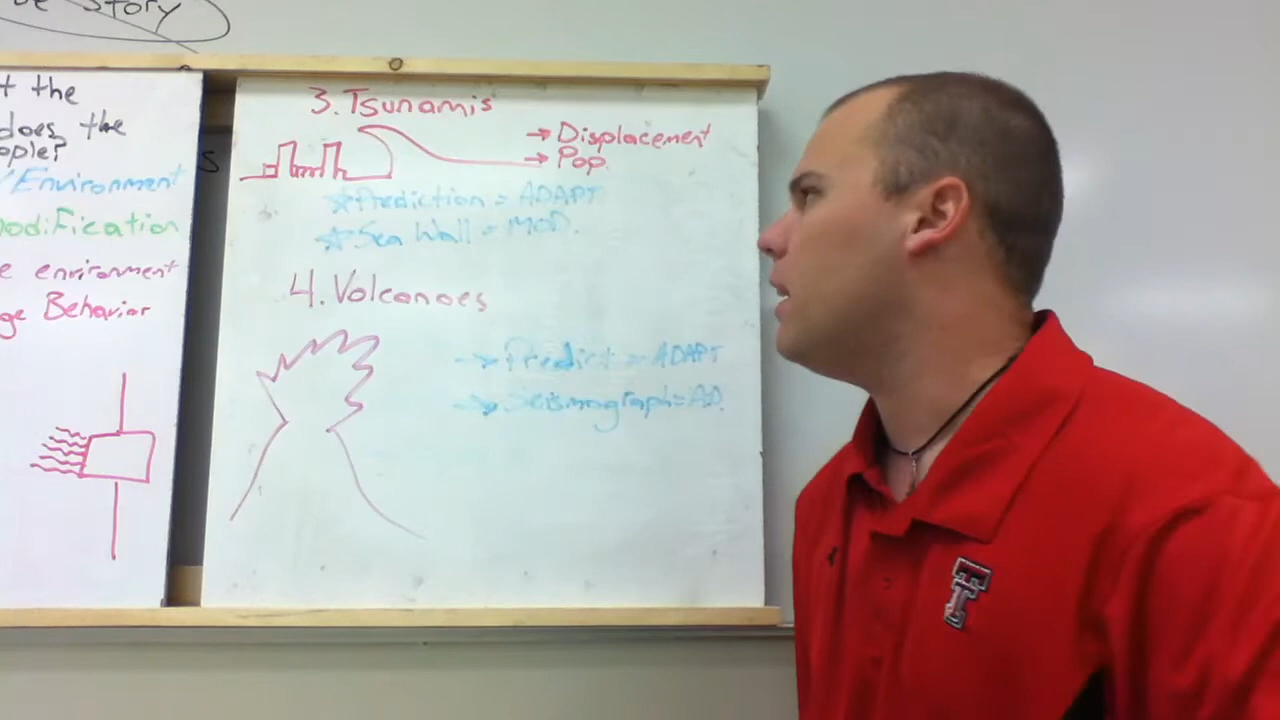 be Story
t the
does the
ople?
/Environment
odification
e environment
ge Behavior
s
3. Tsunamis
→ Displacement
→ Pop.
★Prediction = ADAPT
★Sea Wall = MOD.
4. Volcanoes
→ Predict = ADAPT
→ Seismograph = AD.
T